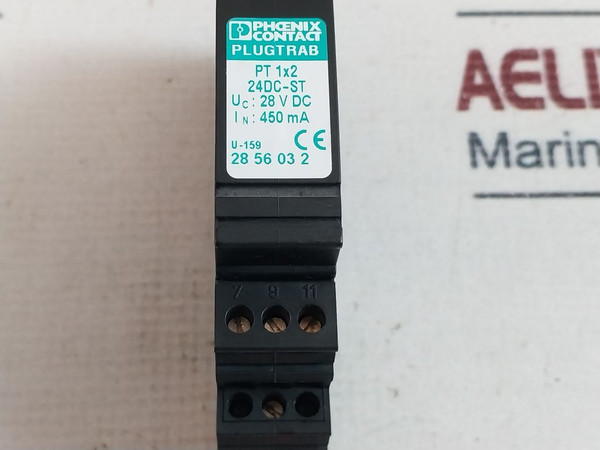 PHOENIX
CONTACT
PLUGTRAB
PT 1x2
24DC-ST
UC: 28 V DC
IN: 450 mA
U-159 CE
28 56 03 2
7 9 11
Marin